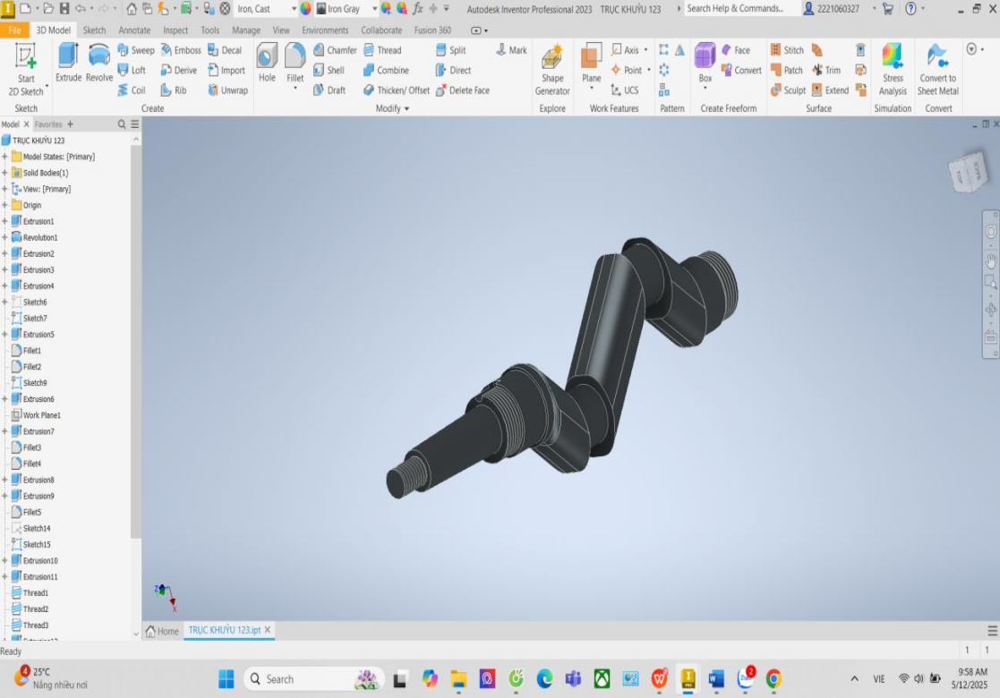 I Iron, Cast Iron Gray fx Autodesk Inventor Professional 2023 TRỤC KHUỶU 123 Search Help & Commands... 2221060327
File 3D Model Sketch Annotate Inspect Tools Manage View Environments Collaborate Fusion 360
Start 2D Sketch
Extrude Revolve
Sweep Emboss Decal
Loft Derive Import
Coil Rib Unwrap
Hole Fillet
Chamfer Thread Split Mark
Shell Combine Direct
Draft Thicken/ Offset Delete Face
Shape Generator
Plane
Axis
Point
UCS
Box
Face
Convert
Stitch
Patch Trim
Sculpt Extend
Stress Analysis
Convert to Sheet Metal
Sketch Create Modify Explore Work Features Pattern Create Freeform Surface Simulation Convert
Model X Favorites +
TRỤC KHUỶU 123
Model States: [Primary]
Solid Bodies(1)
View: [Primary]
Origin
Extrusion1
Revolution1
Extrusion2
Extrusion3
Extrusion4
Sketch6
Sketch7
Extrusion5
Fillet1
Fillet2
Sketch9
Extrusion6
Work Plane1
Extrusion7
Fillet3
Fillet4
Extrusion8
Extrusion9
Fillet5
Sketch14
Sketch15
Extrusion10
Extrusion11
Thread1
Thread2
Thread3
TOP BACK
Z X
Home TRỤC KHUỶU 123.ipt X
Ready 1 1
4 25°C
Nắng nhiều nơi
Search
2
VIE
9:58 AM
5/12/2025